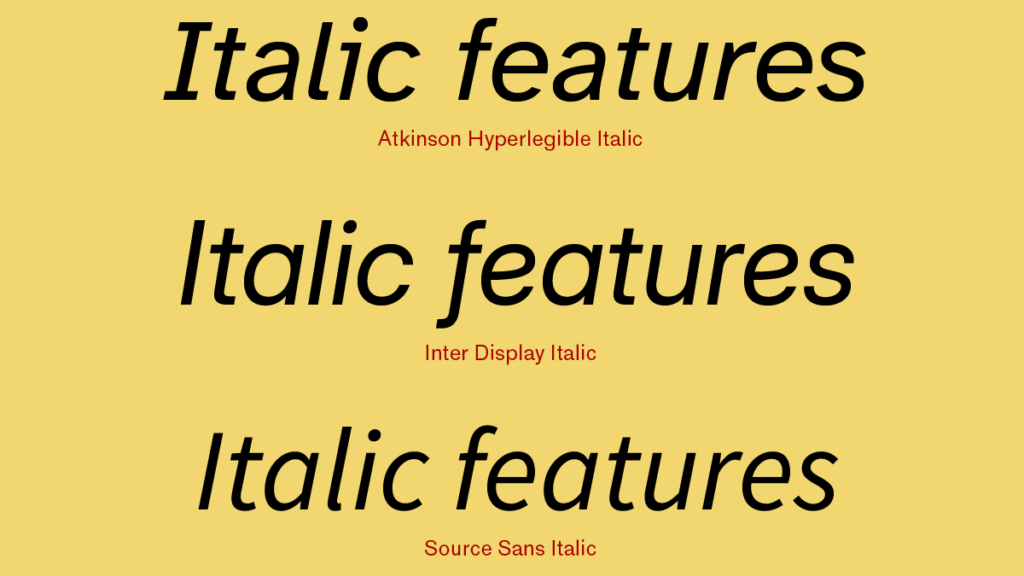 Italic features
Atkinson Hyperlegible Italic
Italic features
Inter Display Italic
Italic features
Source Sans Italic